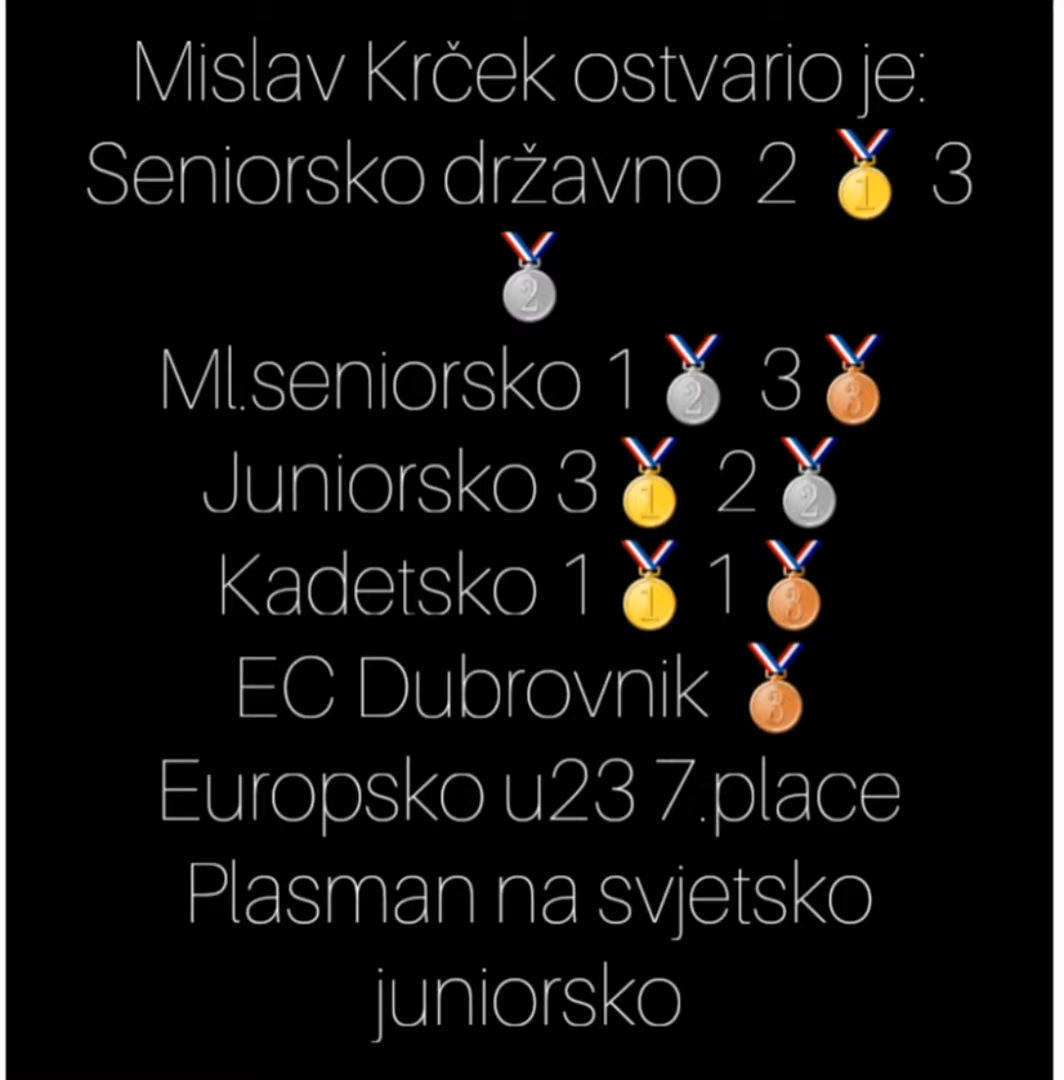 Mislav Krček ostvario je:
Seniorsko državno 2 🥇 3
🥈
Ml.seniorsko 1 🥈 3 🥉
Juniorsko 3 🥇 2 🥈
Kadetsko 1 🥇 1 🥉
EC Dubrovnik 🥉
Europsko u23 7.place
Plasman na svjetsko
juniorsko